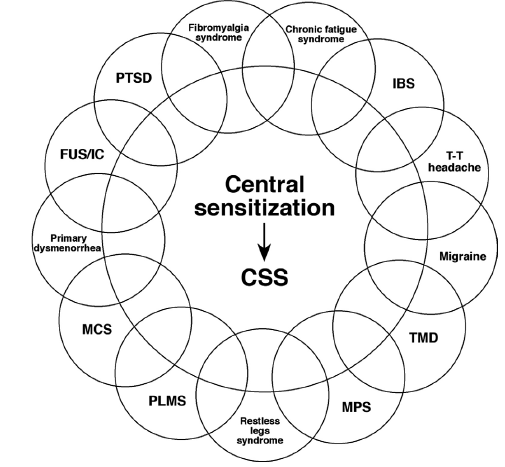 Fibromyalgia
syndrome
Chronic fatigue
syndrome
PTSD
IBS
FUS/IC
T-T
headache
Central
sensitization
CSS
Primary
dysmenorrhea
Migraine
MCS
TMD
PLMS
MPS
Restless
legs
syndrome